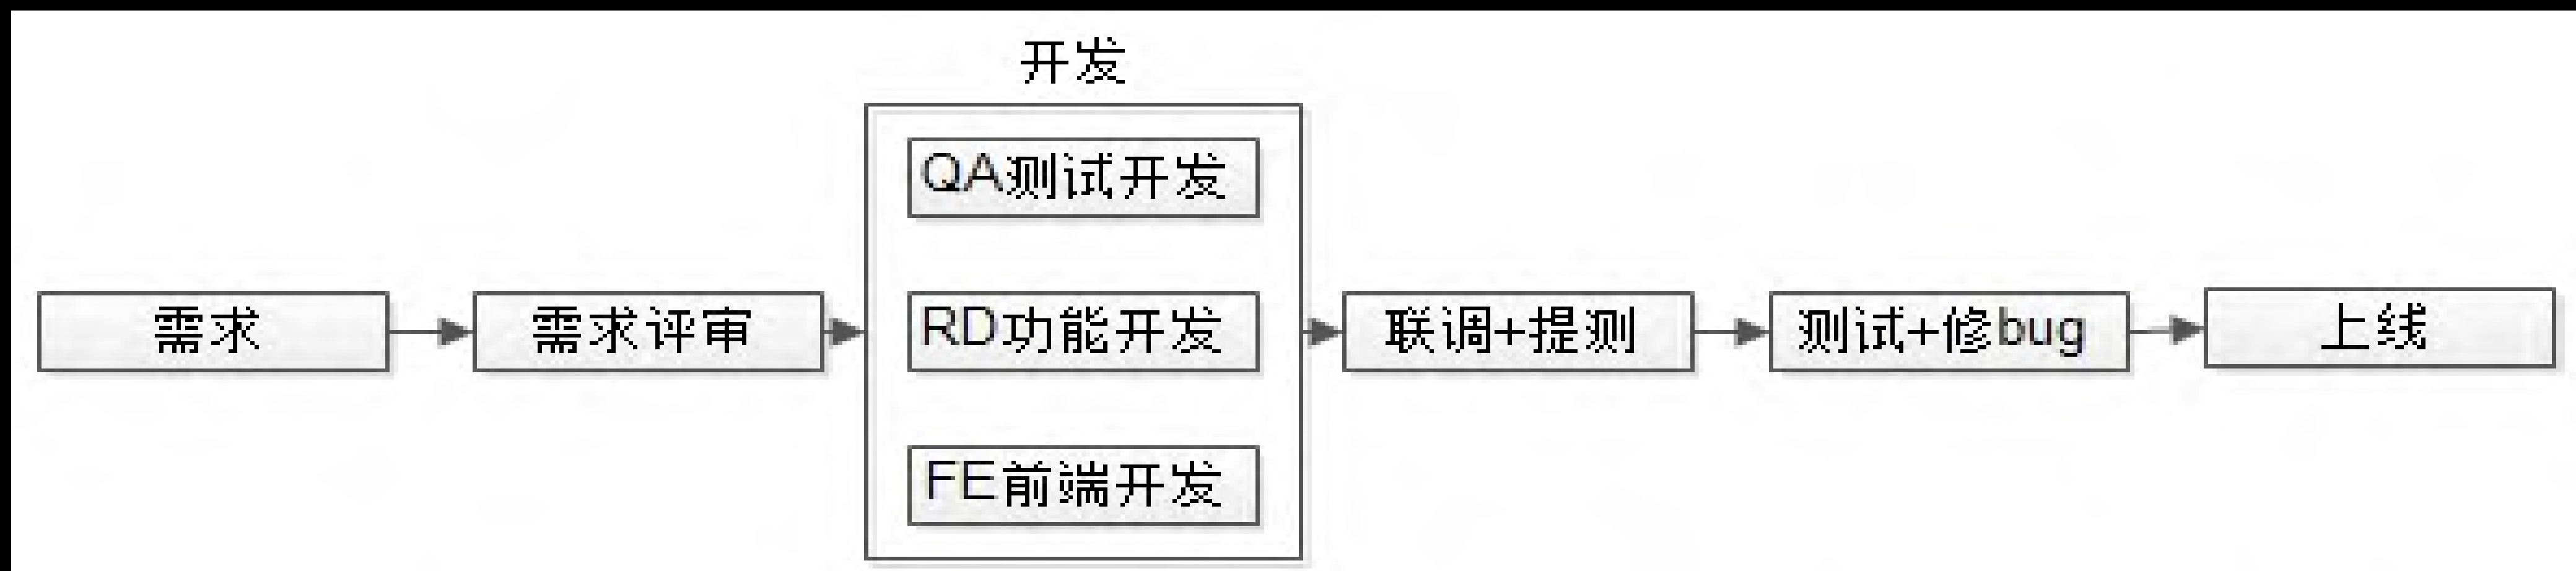 开发
QA测试开发
需求
需求评审
RD功能开发
联调+提测
测试+修bug
上线
FE前端开发